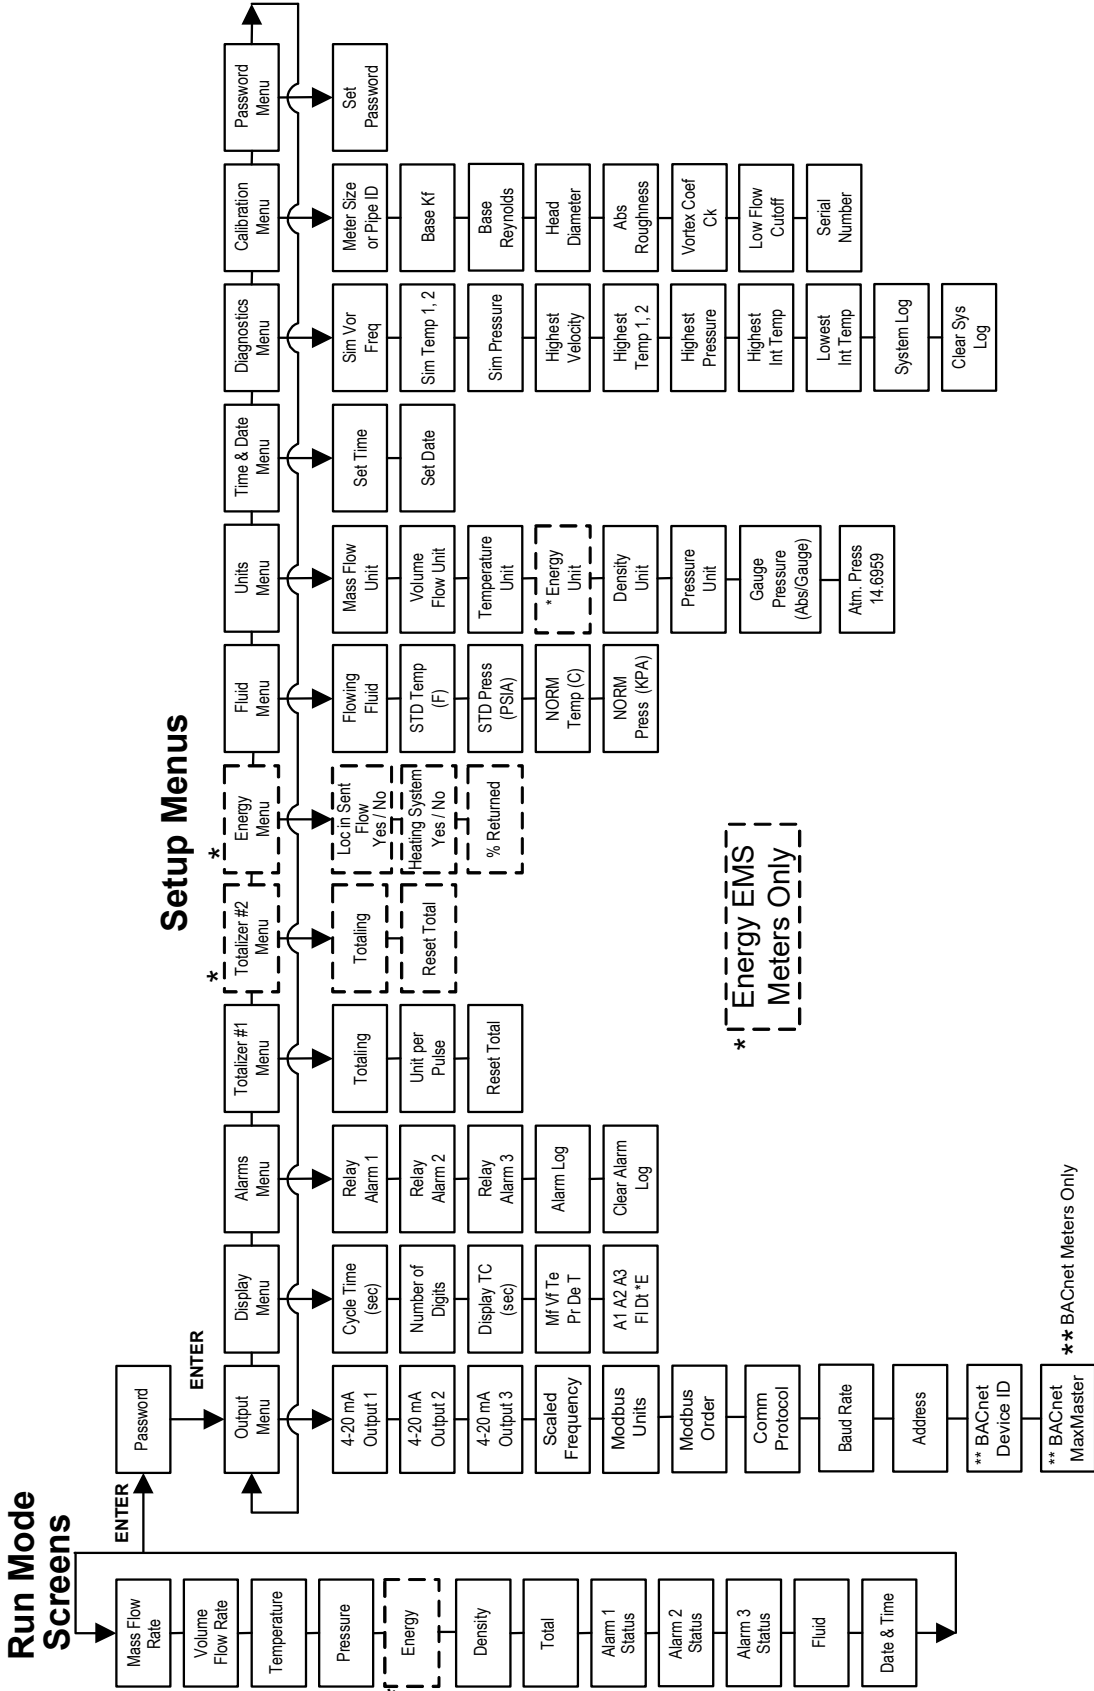 Run Mode
Screens
Mass Flow
Rate
Volume
Flow Rate
Temperature
Pressure
*
Energy
Density
Total
Alarm 1
Status
Alarm 2
Status
Alarm 3
Status
Fluid
Date & Time
ENTER
Password
ENTER
Setup Menus
Output
Menu
4-20 mA
Output 1
4-20 mA
Output 2
4-20 mA
Output 3
Scaled
Frequency
Modbus
Units
Modbus
Order
Comm
Protocol
Baud Rate
Address
** BACnet
Device ID
** BACnet
MaxMaster
** BACnet Meters Only
Display
Menu
Cycle Time
(sec)
Number of
Digits
Display TC
(sec)
Mf Vf Te
Pr De T
A1 A2 A3
Fl Dt *E
Alarms
Menu
Relay
Alarm 1
Relay
Alarm 2
Relay
Alarm 3
Alarm Log
Clear Alarm
Log
Totalizer #1
Menu
Totaling
Unit per
Pulse
Reset Total
*
Totalizer #2
Menu
Totaling
Reset Total
*
Energy
Menu
Loc in Sent
Flow
Yes / No
Heating System
Yes / No
% Returned
* Energy EMS
Meters Only
Fluid
Menu
Flowing
Fluid
STD Temp
(F)
STD Press
(PSIA)
NORM
Temp (C)
NORM
Press (KPA)
Units
Menu
Mass Flow
Unit
Volume
Flow Unit
Temperature
Unit
* Energy
Unit
Density
Unit
Pressure
Unit
Gauge
Pressure
(Abs/Gauge)
Atm. Press
14.6959
Time & Date
Menu
Set Time
Set Date
Diagnostics
Menu
Sim Vor
Freq
Sim Temp 1, 2
Sim Pressure
Highest
Velocity
Highest
Temp 1, 2
Highest
Pressure
Highest
Int Temp
Lowest
Int Temp
System Log
Clear Sys
Log
Calibration
Menu
Meter Size
or Pipe ID
Base Kf
Base
Reynolds
Head
Diameter
Abs
Roughness
Vortex Coef
Ck
Low Flow
Cutoff
Serial
Number
Password
Menu
Set
Password